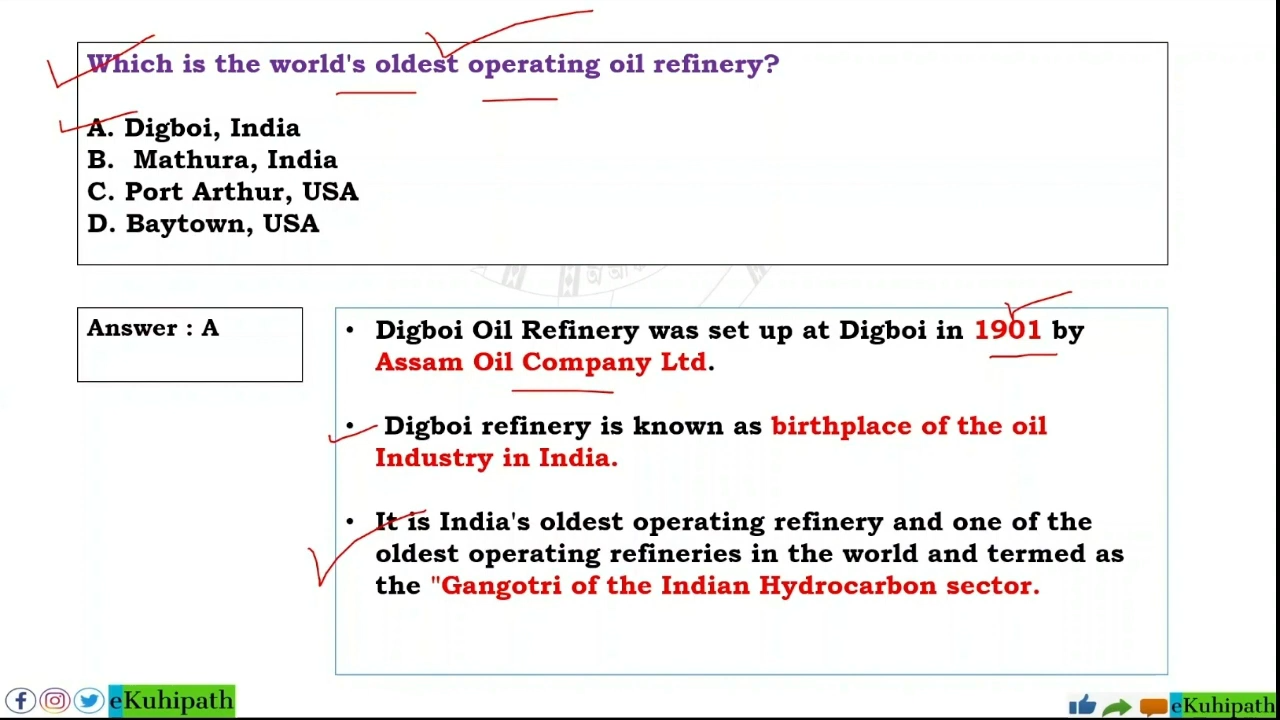 Which is the world's oldest operating oil refinery?
A. Digboi, India
B. Mathura, India
C. Port Arthur, USA
D. Baytown, USA
Answer : A
• Digboi Oil Refinery was set up at Digboi in 1901 by
Assam Oil Company Ltd.
• Digboi refinery is known as birthplace of the oil
Industry in India.
• It is India's oldest operating refinery and one of the
oldest operating refineries in the world and termed as
the "Gangotri of the Indian Hydrocarbon sector.
eKuhipath
eKuhipath